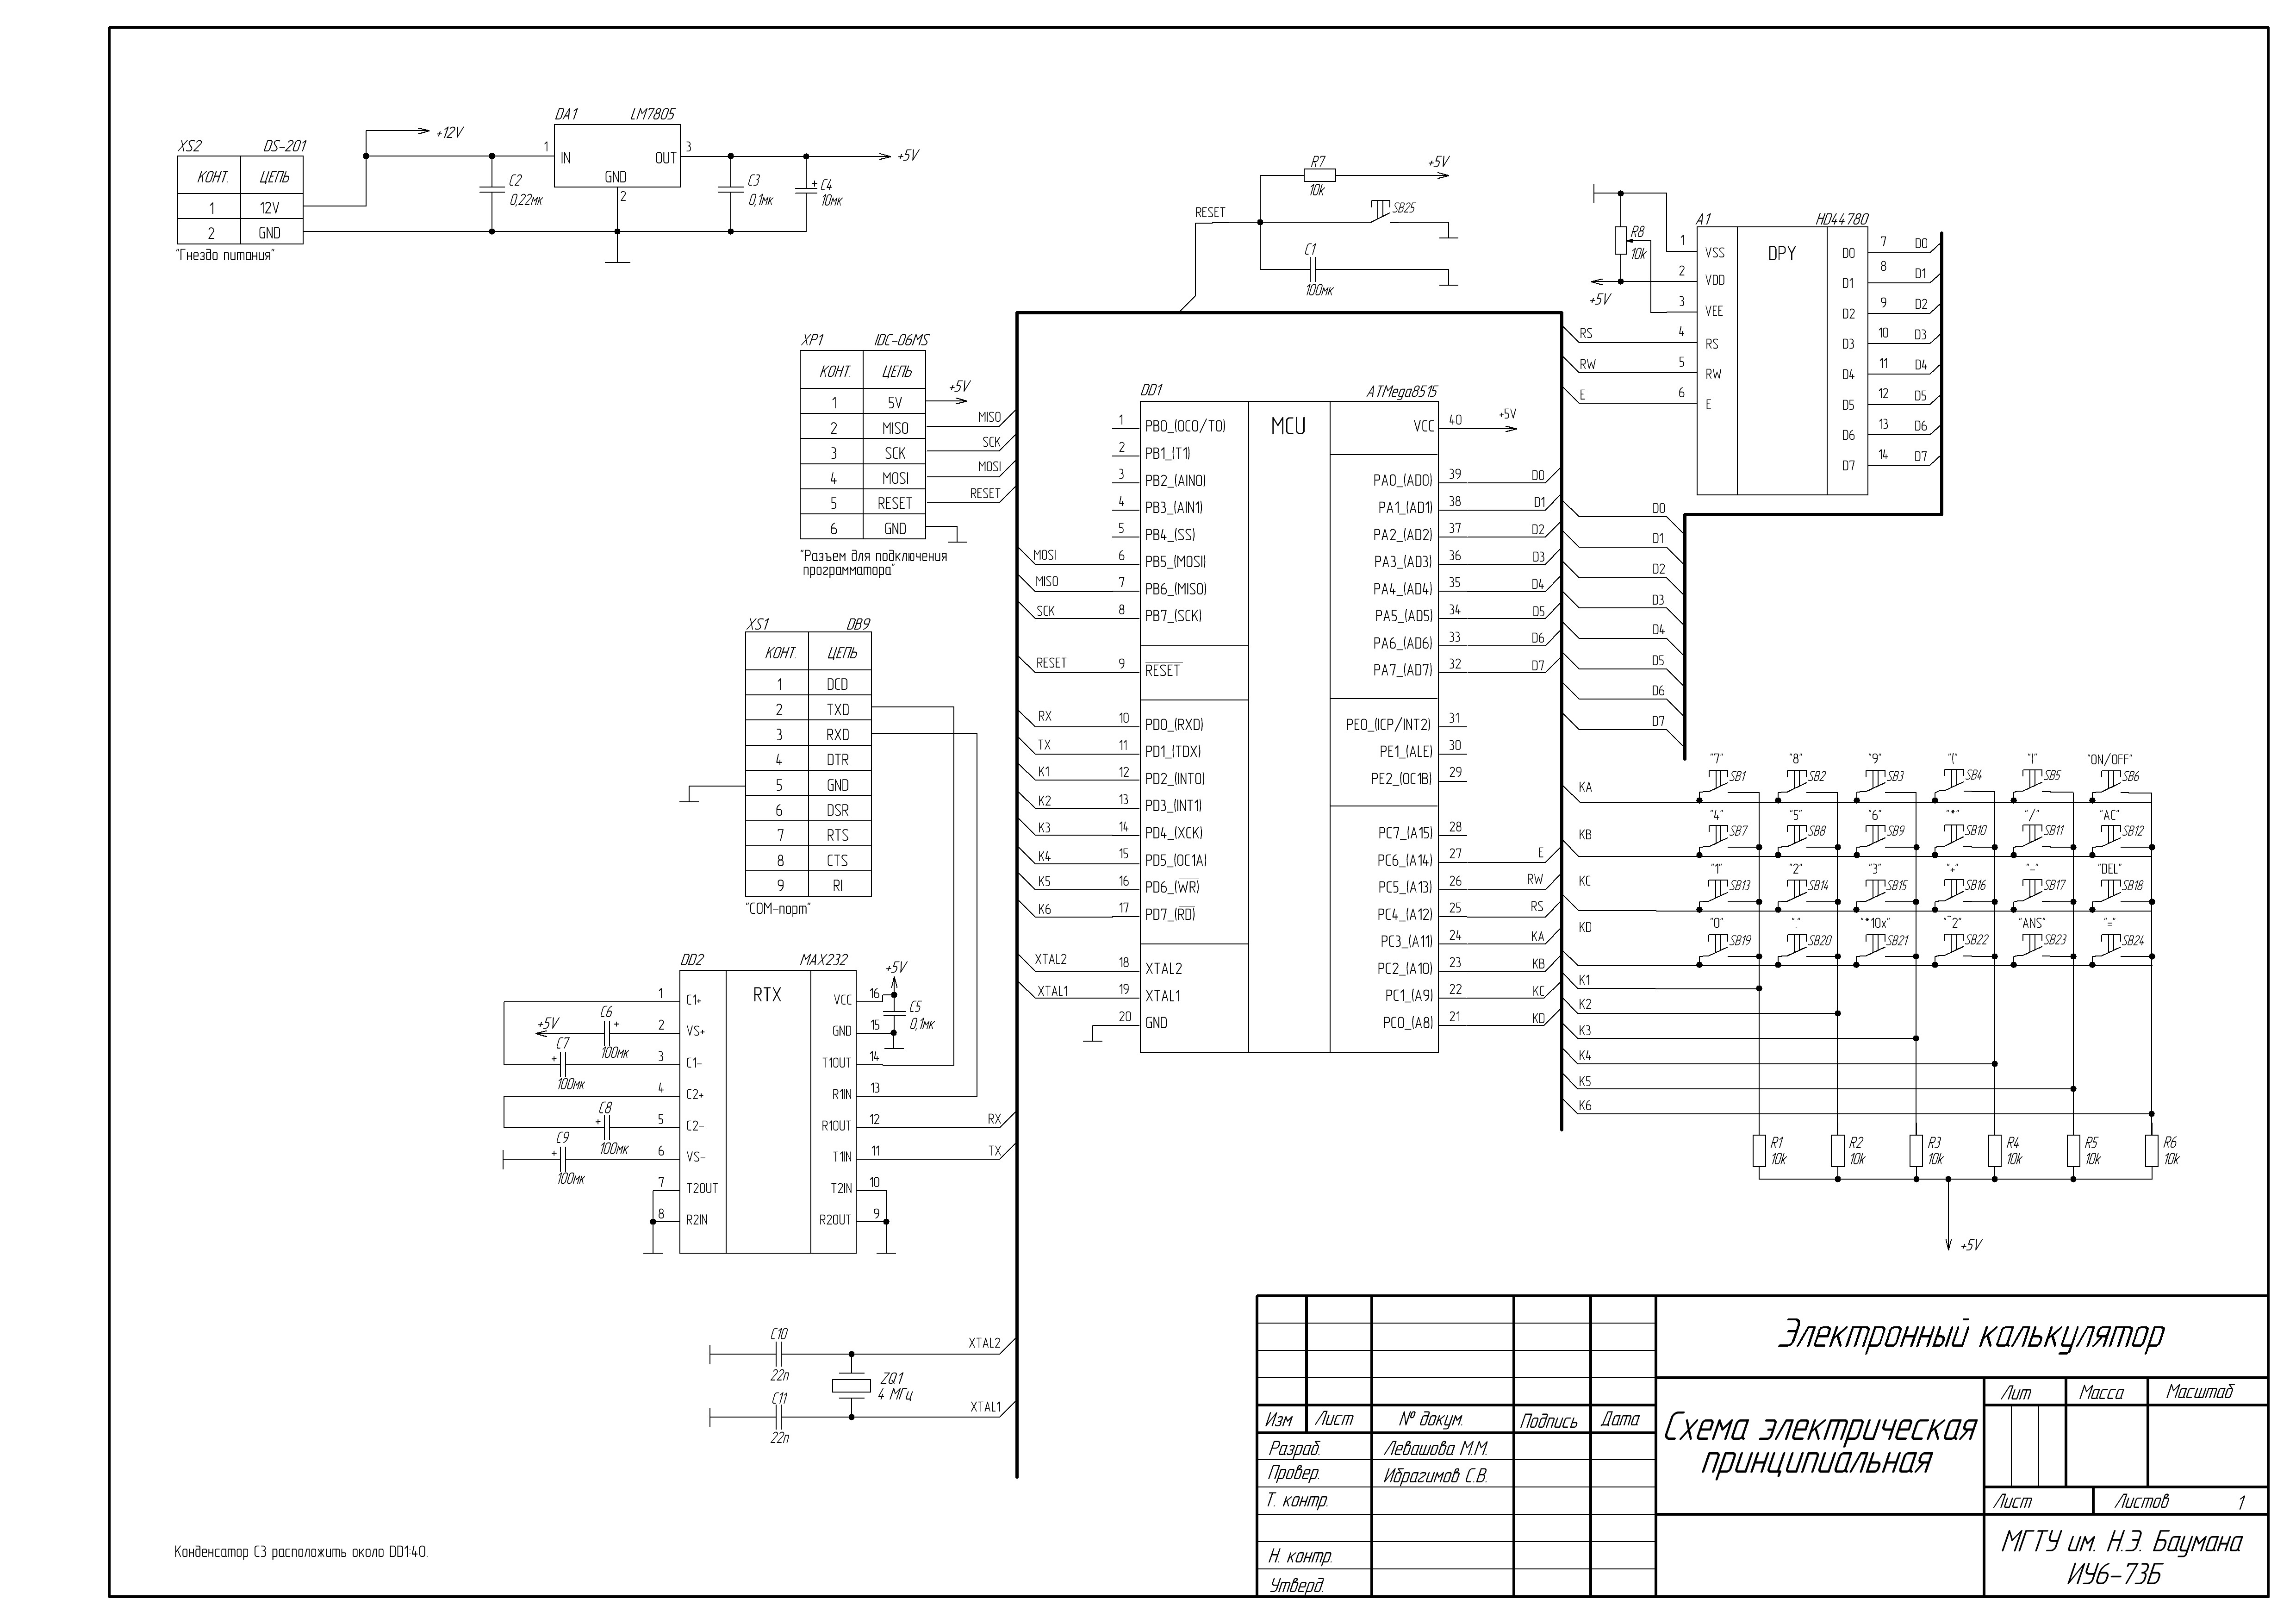 XS2 DS-201
КОНТ. ЦЕПЬ
1 12V
2 GND
"Гнездо питания"
+12V
DA1 LM7805
1 IN OUT 3
GND
2
C2
0,22мк
C3
0,1мк
+ C4
10мк
+5V
R7
10k
+5V
RESET
SB25
C1
100мк
R8
10k
+5V
A1 HD44780
DPY
1 VSS D0 7 D0
2 VDD D1 8 D1
3 VEE D2 9 D2
4 RS D3 10 D3
5 RW D4 11 D4
6 E D5 12 D5
D6 13 D6
D7 14 D7
RS
RW
E
XP1 IDC-06MS
КОНТ. ЦЕПЬ
1 5V +5V
2 MISO MISO
3 SCK SCK
4 MOSI MOSI
5 RESET RESET
6 GND
"Разъем для подключения
программатора"
DD1 ATMega8515
MCU
1 PB0_(OC0/T0)
2 PB1_(T1)
3 PB2_(AIN0)
4 PB3_(AIN1)
5 PB4_(SS)
MOSI 6 PB5_(MOSI)
MISO 7 PB6_(MISO)
SCK 8 PB7_(SCK)
RESET 9 RESET
RX 10 PD0_(RXD)
TX 11 PD1_(TDX)
K1 12 PD2_(INT0)
K2 13 PD3_(INT1)
K3 14 PD4_(XCK)
K4 15 PD5_(OC1A)
K5 16 PD6_(WR)
K6 17 PD7_(RD)
XTAL2 18 XTAL2
XTAL1 19 XTAL1
20 GND
VCC 40 +5V
PA0_(AD0) 39 D0
PA1_(AD1) 38 D1
PA2_(AD2) 37 D2
PA3_(AD3) 36 D3
PA4_(AD4) 35 D4
PA5_(AD5) 34 D5
PA6_(AD6) 33 D6
PA7_(AD7) 32 D7
PE0_(ICP/INT2) 31
PE1_(ALE) 30
PE2_(OC1B) 29
PC7_(A15) 28
PC6_(A14) 27 E
PC5_(A13) 26 RW
PC4_(A12) 25 RS
PC3_(A11) 24 KA
PC2_(A10) 23 KB
PC1_(A9) 22 KC
PC0_(A8) 21 KD
D0
D1
D2
D3
D4
D5
D6
D7
XS1 DB9
КОНТ. ЦЕПЬ
1 DCD
2 TXD
3 RXD
4 DTR
5 GND
6 DSR
7 RTS
8 CTS
9 RI
"COM-порт"
DD2 MAX232
RTX
1 C1+ VCC 16
2 VS+ GND 15
3 C1- T1OUT 14
4 C2+ R1IN 13
5 C2- R1OUT 12 RX
6 VS- T1IN 11 TX
7 T2OUT T2IN 10
8 R2IN R2OUT 9
+5V
C5
0,1мк
+5V
C6
+
100мк
C7
+
100мк
C8
+
100мк
C9
+
100мк
C10
22п
C11
22п
ZQ1
4 МГц
XTAL2
XTAL1
"7" "8" "9" "(" ")" "ON/OFF"
KA SB1 SB2 SB3 SB4 SB5 SB6
"4" "5" "6" "*" "/" "AC"
KB SB7 SB8 SB9 SB10 SB11 SB12
"1" "2" "3" "+" "-" "DEL"
KC SB13 SB14 SB15 SB16 SB17 SB18
"0" "." "*10x" "^2" "ANS" "="
KD SB19 SB20 SB21 SB22 SB23 SB24
K1
K2
K3
K4
K5
K6
R1 R2 R3 R4 R5 R6
10k 10k 10k 10k 10k 10k
+5V
Конденсатор С3 расположить около DD1:40.
Электронный калькулятор
Схема электрическая
принципиальная
Лит Масса Масштаб
Лист Листов 1
МГТУ им. Н.Э. Баумана
ИУ6-73Б
Изм Лист № докум. Подпись Дата
Разраб. Левашова М.М.
Провер. Ибрагимов С.В.
Т. контр.
Н. контр.
Утверд.